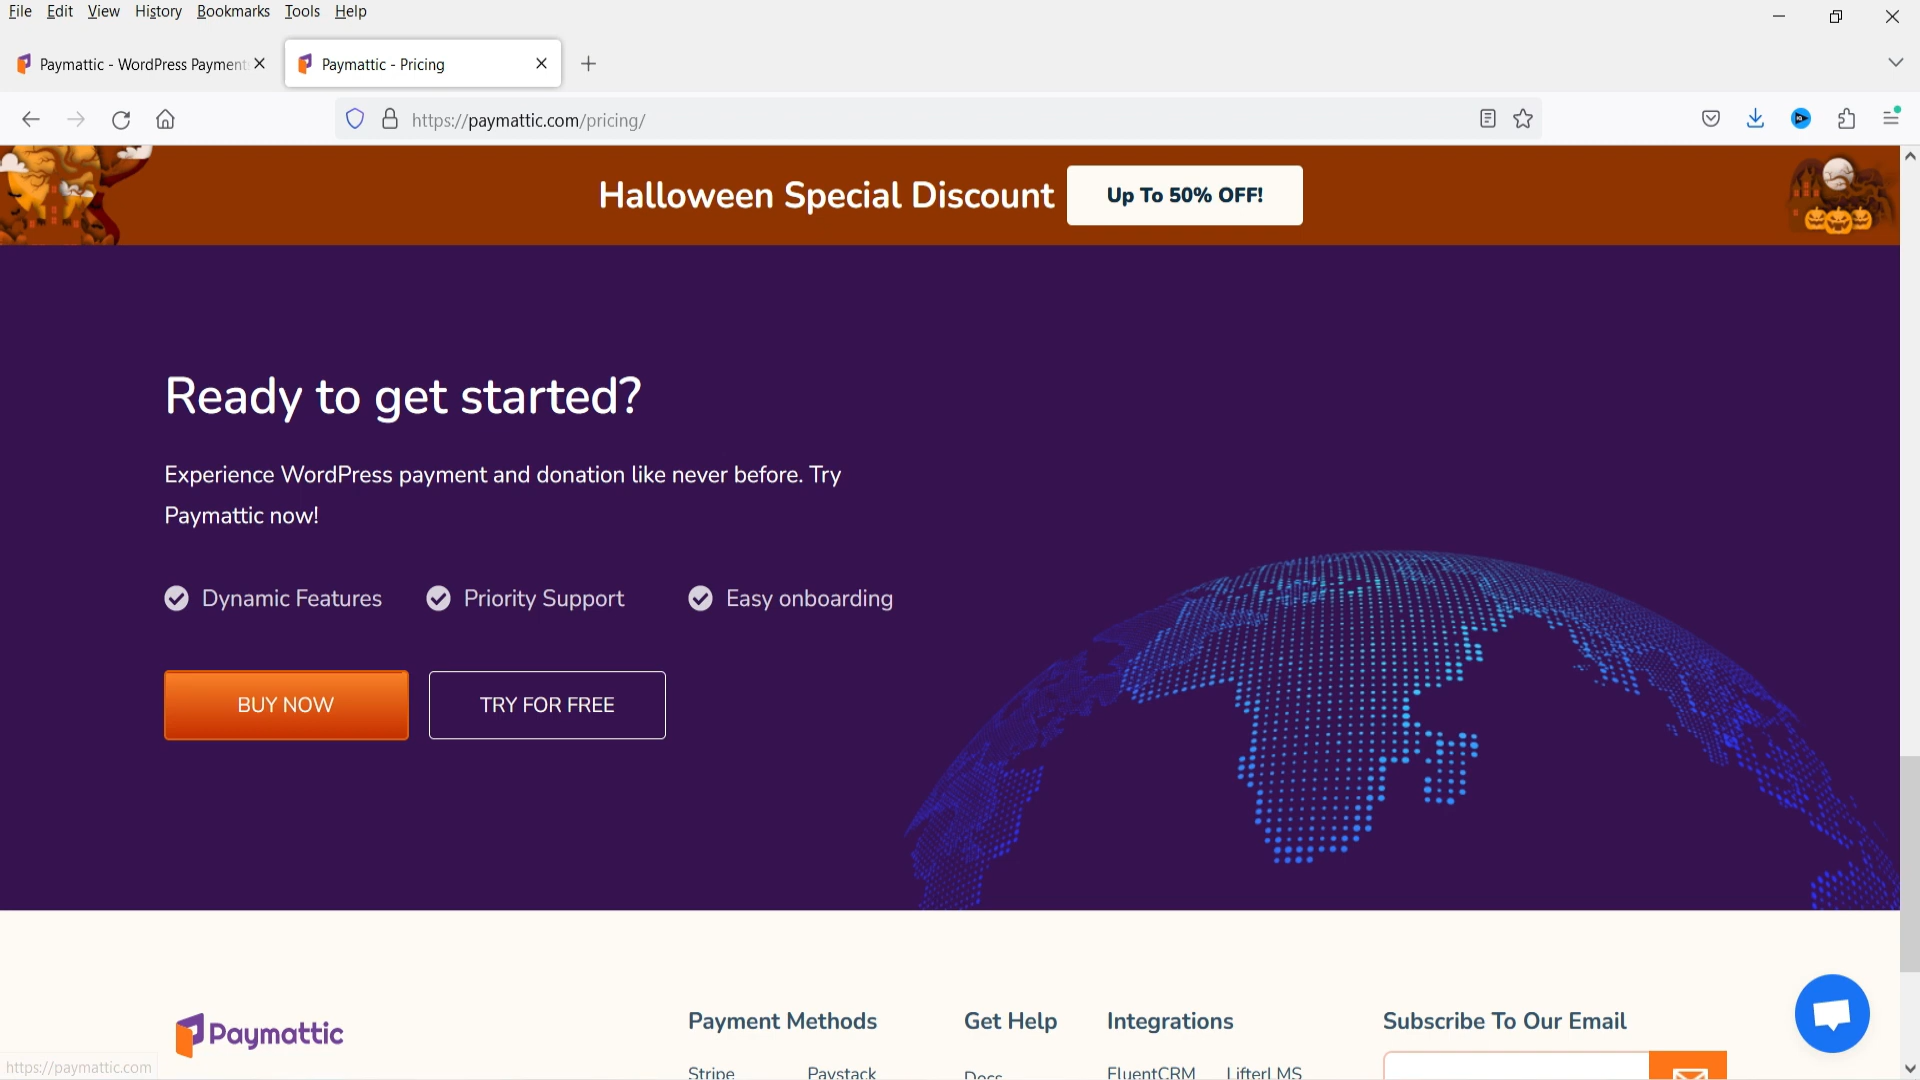 File Edit View History Bookmarks Tools Help
Paymattic - WordPress Payment
Paymattic - Pricing
https://paymattic.com/pricing/
Halloween Special Discount
Up To 50% OFF!
Ready to get started?
Experience WordPress payment and donation like never before. Try
Paymattic now!
Dynamic Features Priority Support Easy onboarding
BUY NOW TRY FOR FREE
Paymattic
Payment Methods Get Help Integrations Subscribe To Our Email
Stripe Paystack Docs FluentCRM LifterLMS
https://paymattic.com